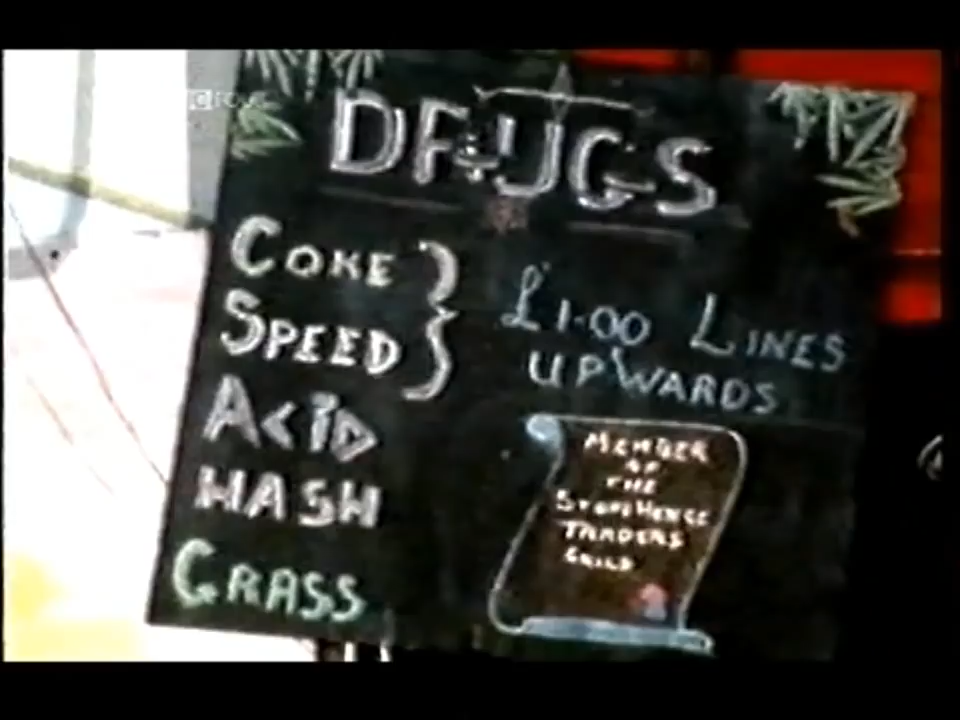 DRUGS
COKE
SPEED
£1.00 LINES
UPWARDS
ACID
HASH
GRASS
MEMBER
OF
THE
STONEHENGE
TRADERS
GUILD